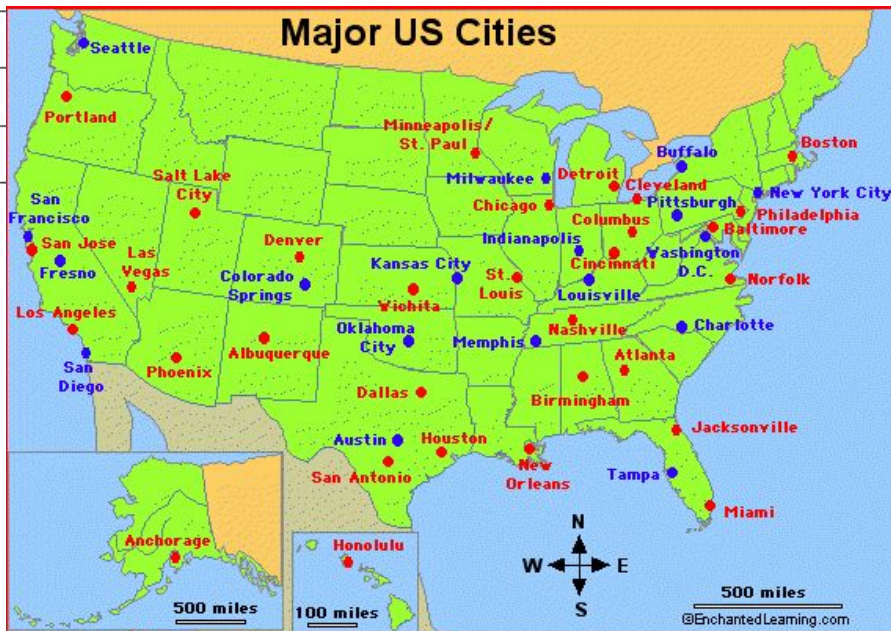 Major US Cities
Seattle
Portland
Minneapolis/
St. Paul
Boston
Buffalo
Milwaukee
Detroit
Cleveland
Salt Lake
City
New York City
Pittsburgh
Chicago
Philadelphia
San
Francisco
Columbus
Baltimore
San Jose
Las
Vegas
Denver
Kansas City
Indianapolis
Washington
D.C.
Fresno
Colorado
Springs
St.
Louis
Cincinnati
Norfolk
Wichita
Louisville
Los Angeles
Oklahoma
City
Nashville
Charlotte
Memphis
Albuquerque
Phoenix
San
Diego
Atlanta
Dallas
Birmingham
Jacksonville
Austin
Houston
San Antonio
New
Orleans
Tampa
Miami
Anchorage
500 miles
Honolulu
100 miles
N
W
E
S
500 miles
©EnchantedLearning.com